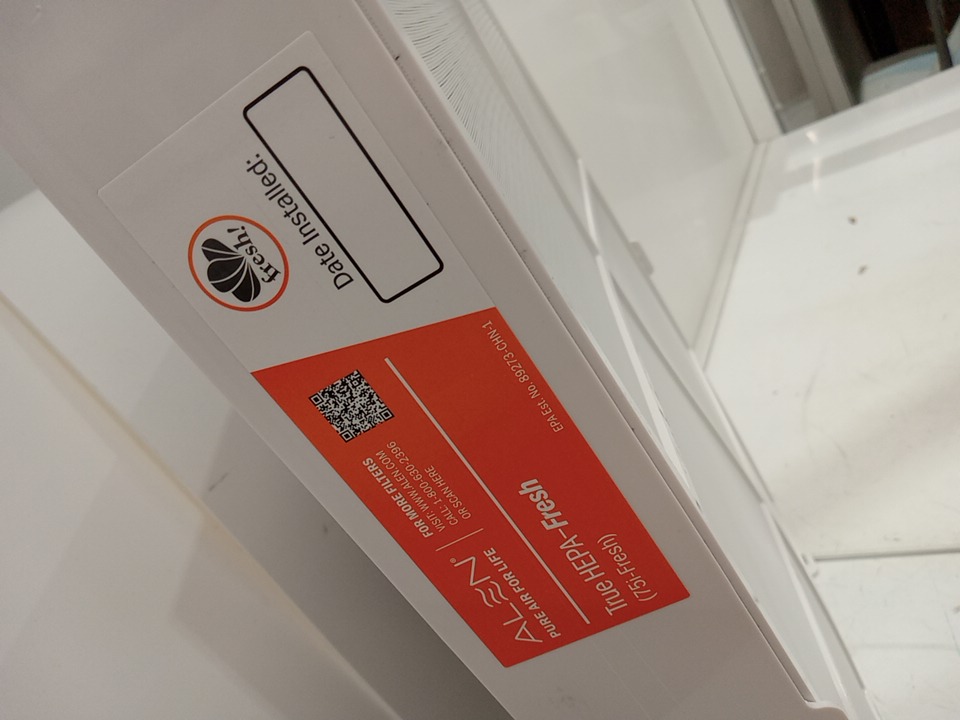 ALEN®
PURE AIR FOR LIFE
FOR MORE FILTERS
VISIT: WWW.ALEN.COM
CALL: 1-800-630-2396
OR SCAN HERE
True HEPA-Fresh
(75i-Fresh)
EPA Est. No. 89273-CHN-1
fresh!
Date Installed: